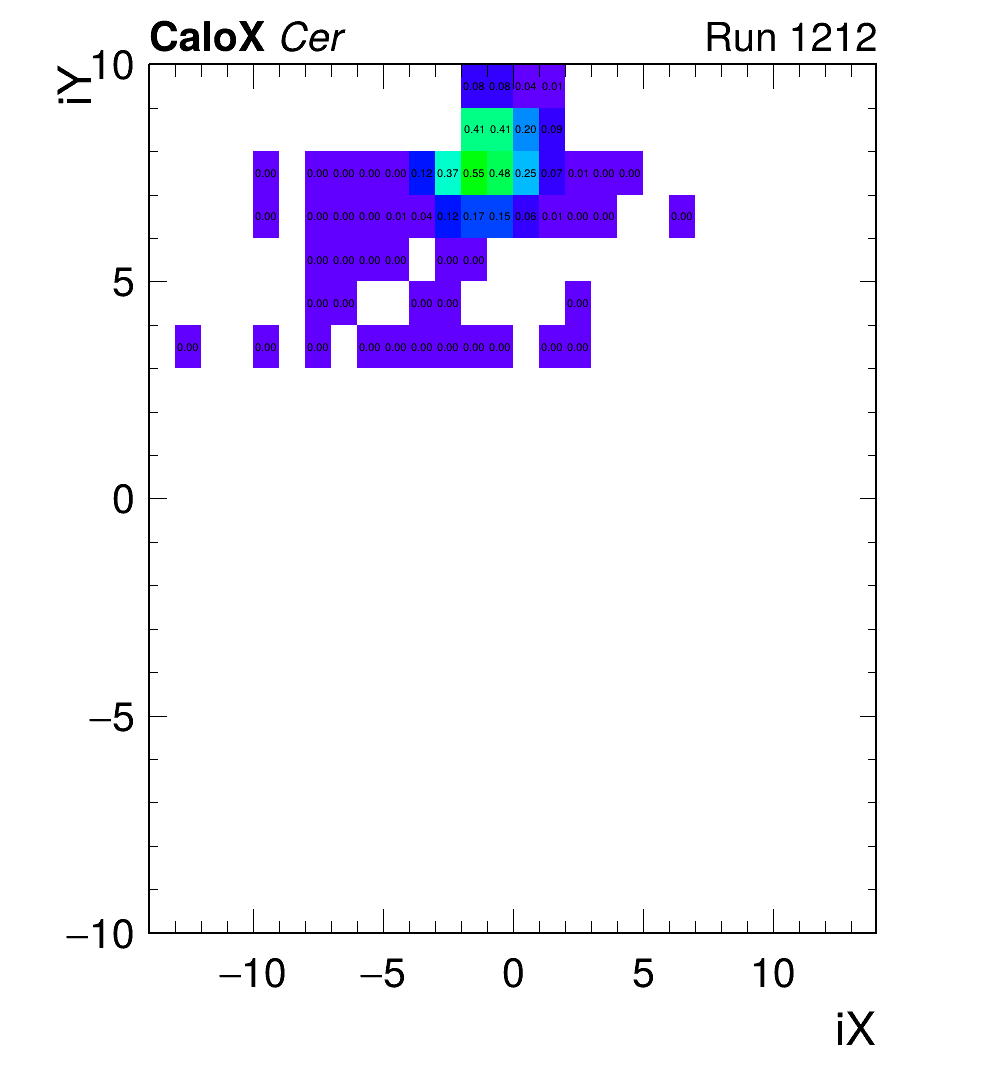 CaloX Cer Run 1212
iY
10
0.08 0.08 0.04 0.01
0.41 0.41 0.20 0.09
0.00 0.00 0.00 0.00 0.00 0.12 0.37 0.55 0.48 0.25 0.07 0.01 0.00 0.00
0.00 0.00 0.00 0.00 0.01 0.04 0.12 0.17 0.15 0.06 0.01 0.00 0.00 0.00
0.00 0.00 0.00 0.00 0.00 0.00
5
0.00 0.00 0.00 0.00 0.00
0.00 0.00 0.00 0.00 0.00 0.00 0.00 0.00 0.00 0.00 0.00
0
−5
−10
−10 −5 0 5 10
iX